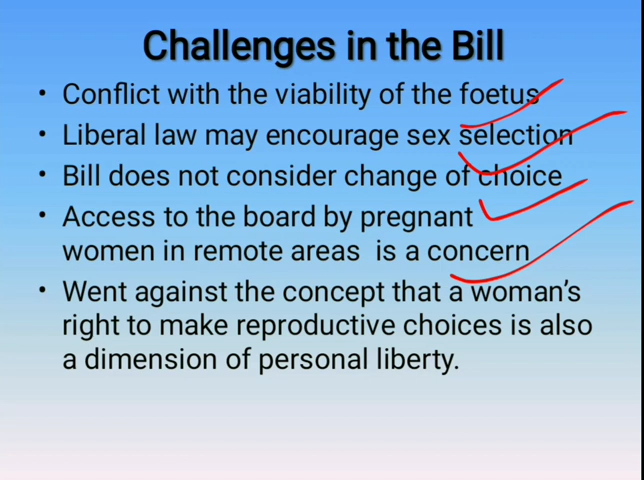 Challenges in the Bill
• Conflict with the viability of the foetus
• Liberal law may encourage sex selection
• Bill does not consider change of choice
• Access to the board by pregnant
women in remote areas is a concern
• Went against the concept that a woman's
right to make reproductive choices is also
a dimension of personal liberty.